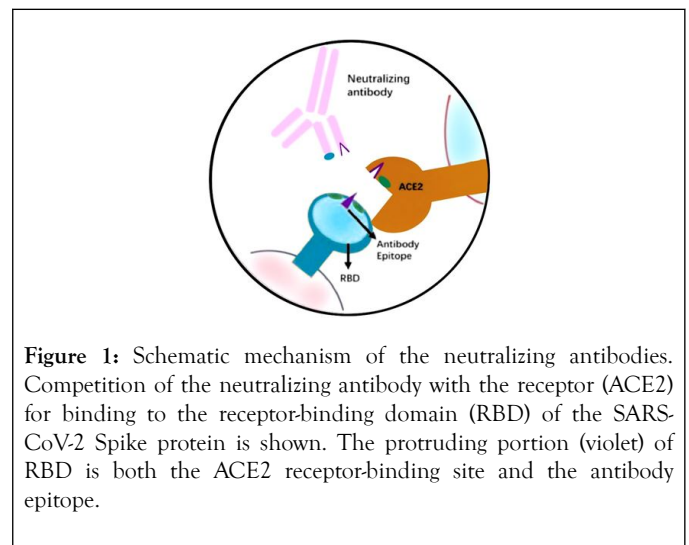 Neutralizing
antibody
ACE2
Antibody
Epitope
RBD
Figure 1: Schematic mechanism of the neutralizing antibodies.
Competition of the neutralizing antibody with the receptor (ACE2)
for binding to the receptor-binding domain (RBD) of the SARS-
CoV-2 Spike protein is shown. The protruding portion (violet) of
RBD is both the ACE2 receptor-binding site and the antibody
epitope.